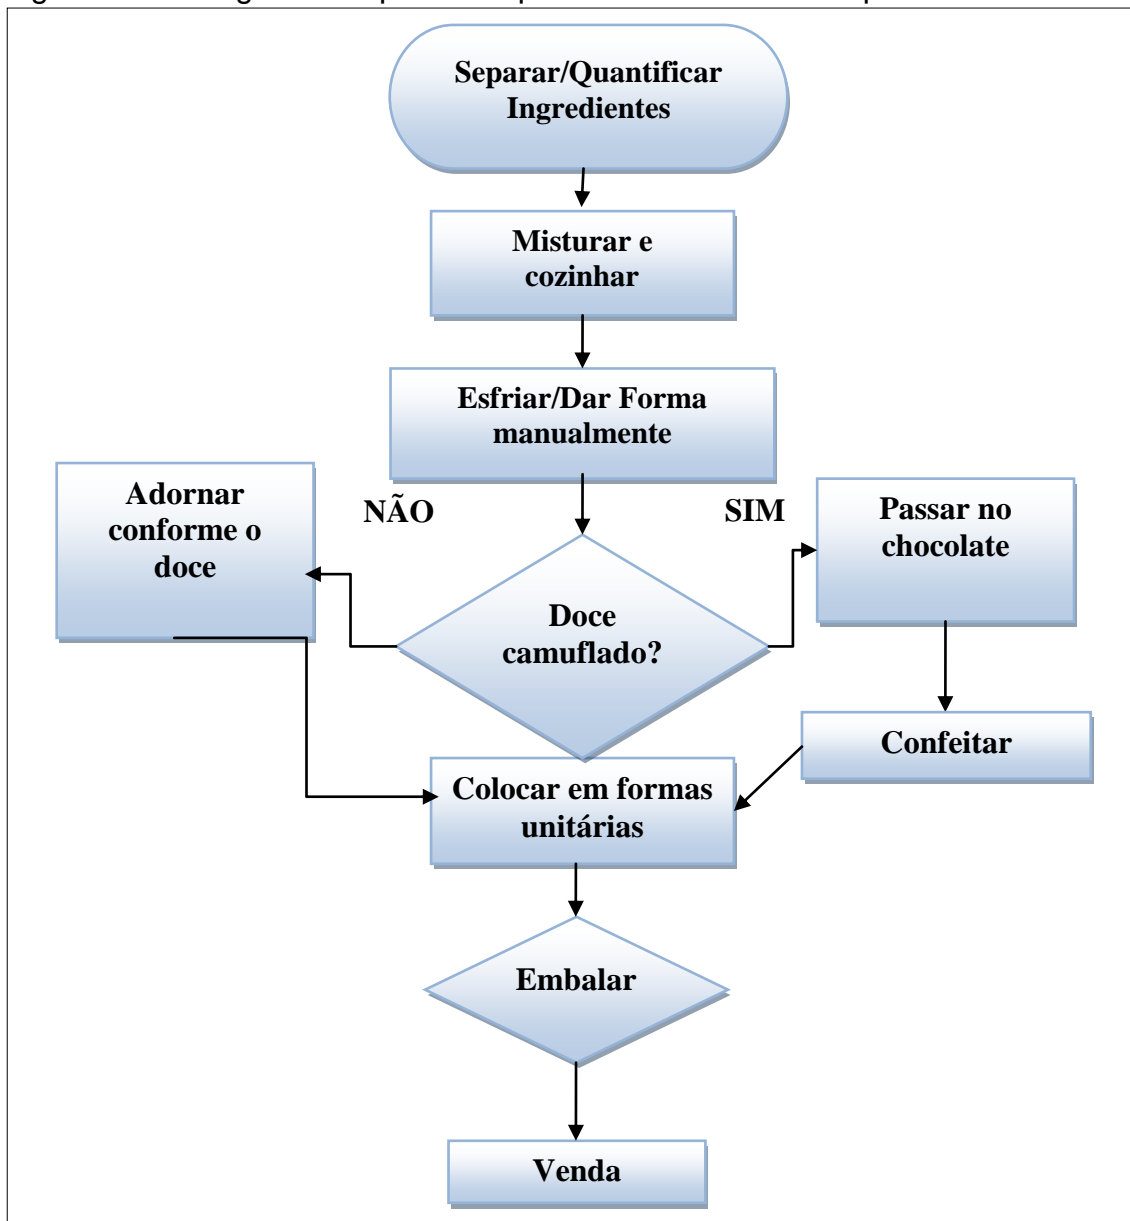 Separar/Quantificar
Ingredientes
Misturar e
cozinhar
Esfriar/Dar Forma
manualmente
Adornar
conforme o
doce
NÃO
SIM
Passar no
chocolate
Doce
camuflado?
Confeitar
Colocar em formas
unitárias
Embalar
Venda